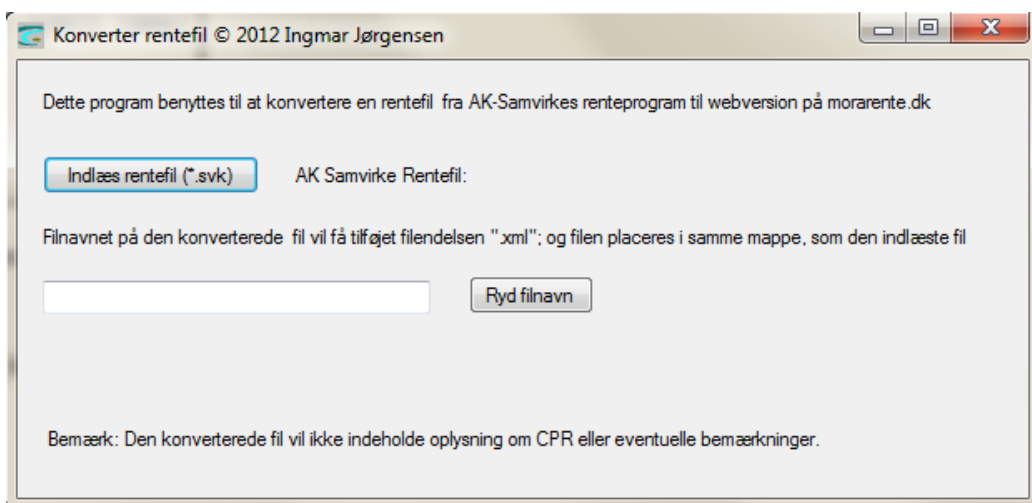 Konverter rentefil © 2012 Ingmar Jørgensen
Dette program benyttes til at konvertere en rentefil fra AK-Samvirkes renteprogram til webversion på morarente.dk
Indlæs rentefil (*.svk) AK Samvirke Rentefil:
Filnavnet på den konverterede fil vil få tilføjet filendelsen ".xml"; og filen placeres i samme mappe, som den indlæste fil
Ryd filnavn
Bemærk: Den konverterede fil vil ikke indeholde oplysning om CPR eller eventuelle bemærkninger.